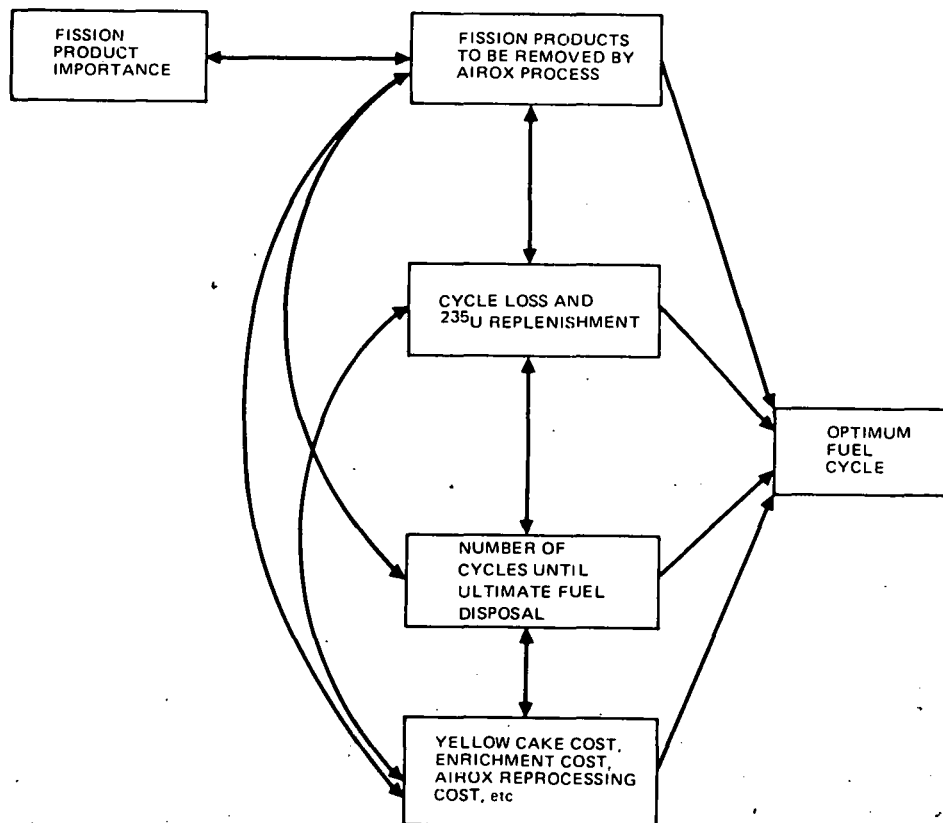 FISSION
PRODUCT
IMPORTANCE
FISSION PRODUCTS
TO BE REMOVED BY
AIROX PROCESS
CYCLE LOSS AND
²³⁵U REPLENISHMENT
NUMBER OF
CYCLES UNTIL
ULTIMATE FUEL
DISPOSAL
OPTIMUM
FUEL
CYCLE
YELLOW CAKE COST,
ENRICHMENT COST,
AIROX REPROCESSING
COST, etc